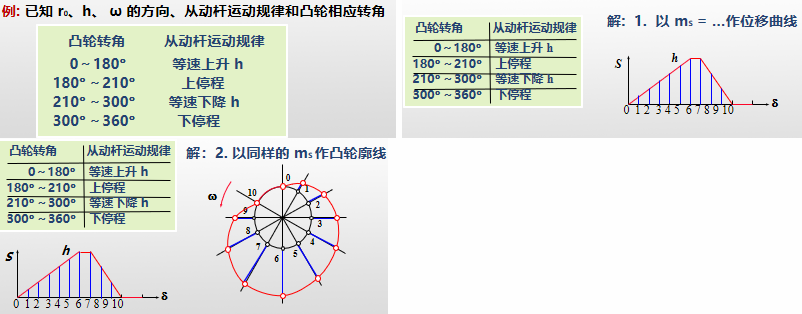 例: 已知 r₀、h、 ω 的方向、从动杆运动规律和凸轮相应转角
凸轮转角 从动杆运动规律
0～180° 等速上升 h
180°～210° 上停程
210°～300° 等速下降 h
300°～360° 下停程
凸轮转角 从动杆运动规律
0～180° 等速上升 h
180°～210° 上停程
210°～300° 等速下降 h
300°～360° 下停程
解： 1. 以 ms = ...作位移曲线
S h
0 1 2 3 4 5 6 7 8 9 10 δ
凸轮转角 从动杆运动规律
0～180° 等速上升 h
180°～210° 上停程
210°～300° 等速下降 h
300°～360° 下停程
S h
0 1 2 3 4 5 6 7 8 9 10 δ
解： 2. 以同样的 ms 作凸轮廓线
ω
0
1
2
3
4
5
6
7
8
9
10